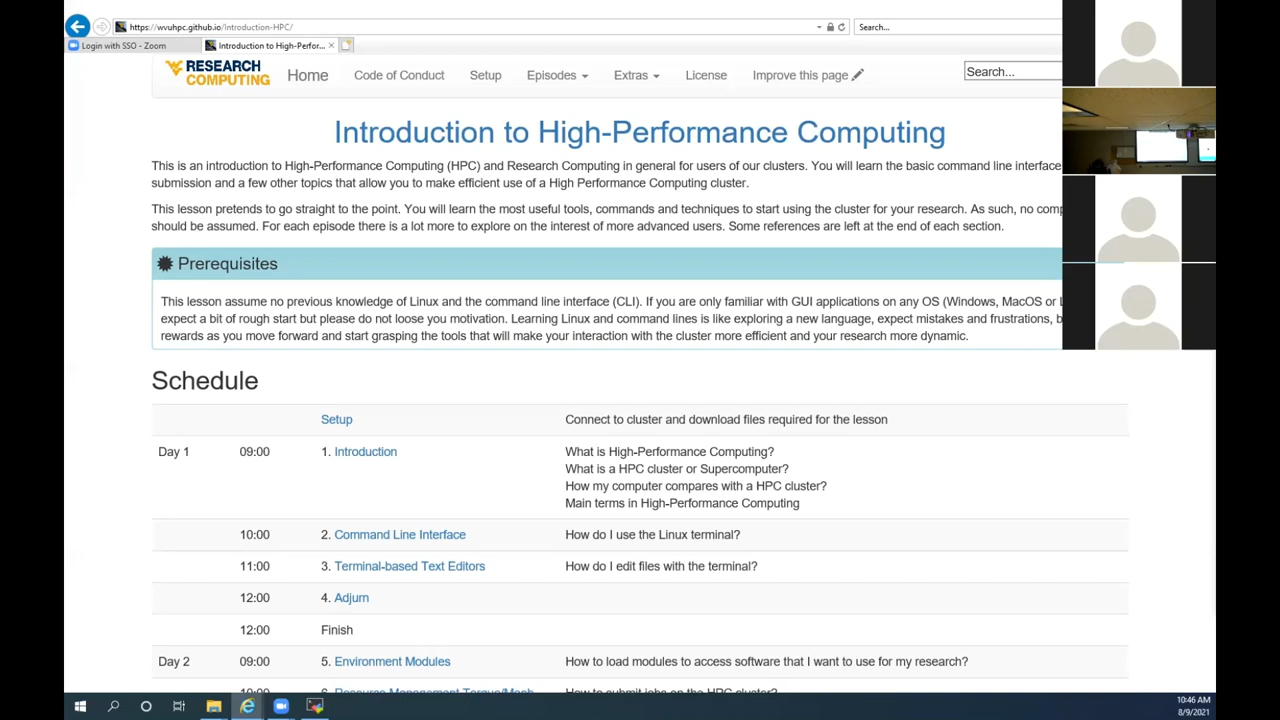 https://wvuhpc.github.io/Introduction-HPC/
Search...
Login with SSO - Zoom
Introduction to High-Perfor...
RESEARCH
COMPUTING
Home
Code of Conduct
Setup
Episodes
Extras
License
Improve this page
Search...
Introduction to High-Performance Computing
This is an introduction to High-Performance Computing (HPC) and Research Computing in general for users of our clusters. You will learn the basic command line interface
submission and a few other topics that allow you to make efficient use of a High Performance Computing cluster.
This lesson pretends to go straight to the point. You will learn the most useful tools, commands and techniques to start using the cluster for your research. As such, no
should be assumed. For each episode there is a lot more to explore on the interest of more advanced users. Some references are left at the end of each section.
Prerequisites
This lesson assume no previous knowledge of Linux and the command line interface (CLI). If you are only familiar with GUI applications on any OS (Windows, MacOS or
expect a bit of rough start but please do not loose you motivation. Learning Linux and command lines is like exploring a new language, expect mistakes and frustrations,
rewards as you move forward and start grasping the tools that will make your interaction with the cluster more efficient and your research more dynamic.
Schedule
Setup Connect to cluster and download files required for the lesson
Day 1 09:00 1. Introduction What is High-Performance Computing?
What is a HPC cluster or Supercomputer?
How my computer compares with a HPC cluster?
Main terms in High-Performance Computing
10:00 2. Command Line Interface How do I use the Linux terminal?
11:00 3. Terminal-based Text Editors How do I edit files with the terminal?
12:00 4. Adjurn
12:00 Finish
Day 2 09:00 5. Environment Modules How to load modules to access software that I want to use for my research?
10:00 6. Resource Management Torque/Moab How to submit jobs on the HPC cluster?
10:46 AM
8/9/2021